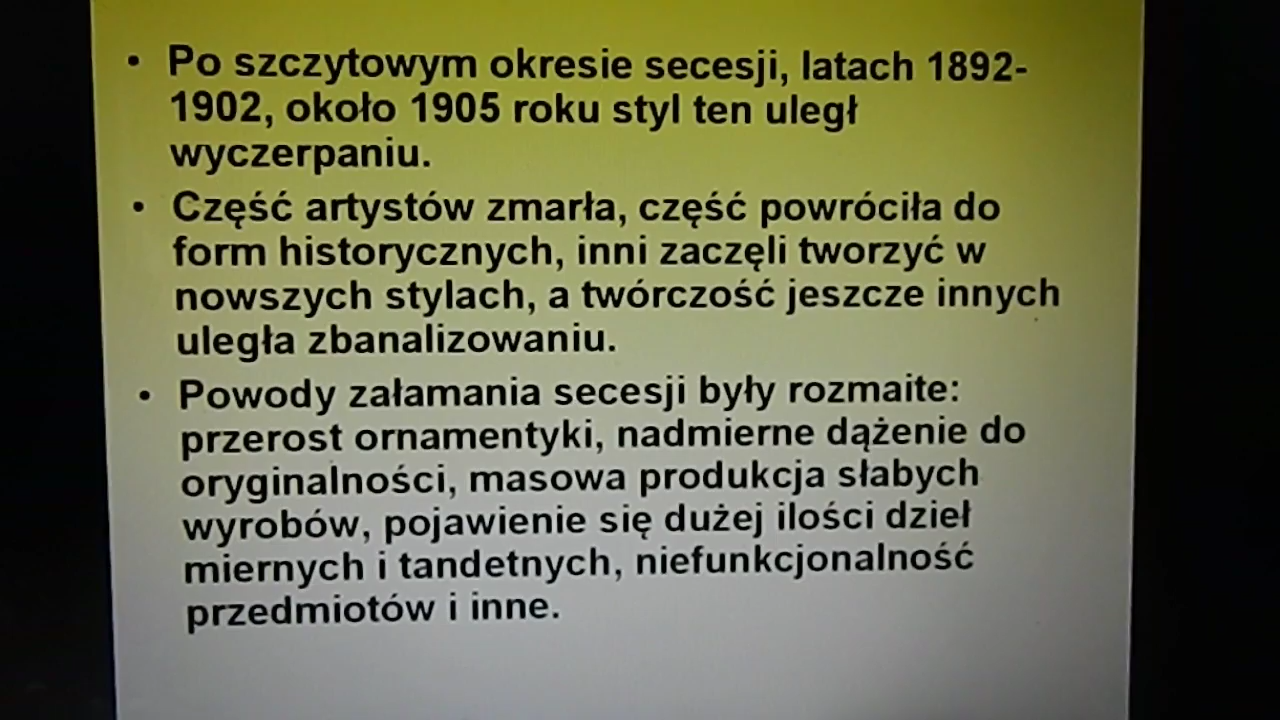 • Po szczytowym okresie secesji, latach 1892-
1902, około 1905 roku styl ten uległ
wyczerpaniu.
• Część artystów zmarła, część powróciła do
form historycznych, inni zaczęli tworzyć w
nowszych stylach, a twórczość jeszcze innych
uległa zbanalizowaniu.
• Powody załamania secesji były rozmaite:
przerost ornamentyki, nadmierne dążenie do
oryginalności, masowa produkcja słabych
wyrobów, pojawienie się dużej ilości dzieł
miernych i tandetnych, niefunkcjonalność
przedmiotów i inne.